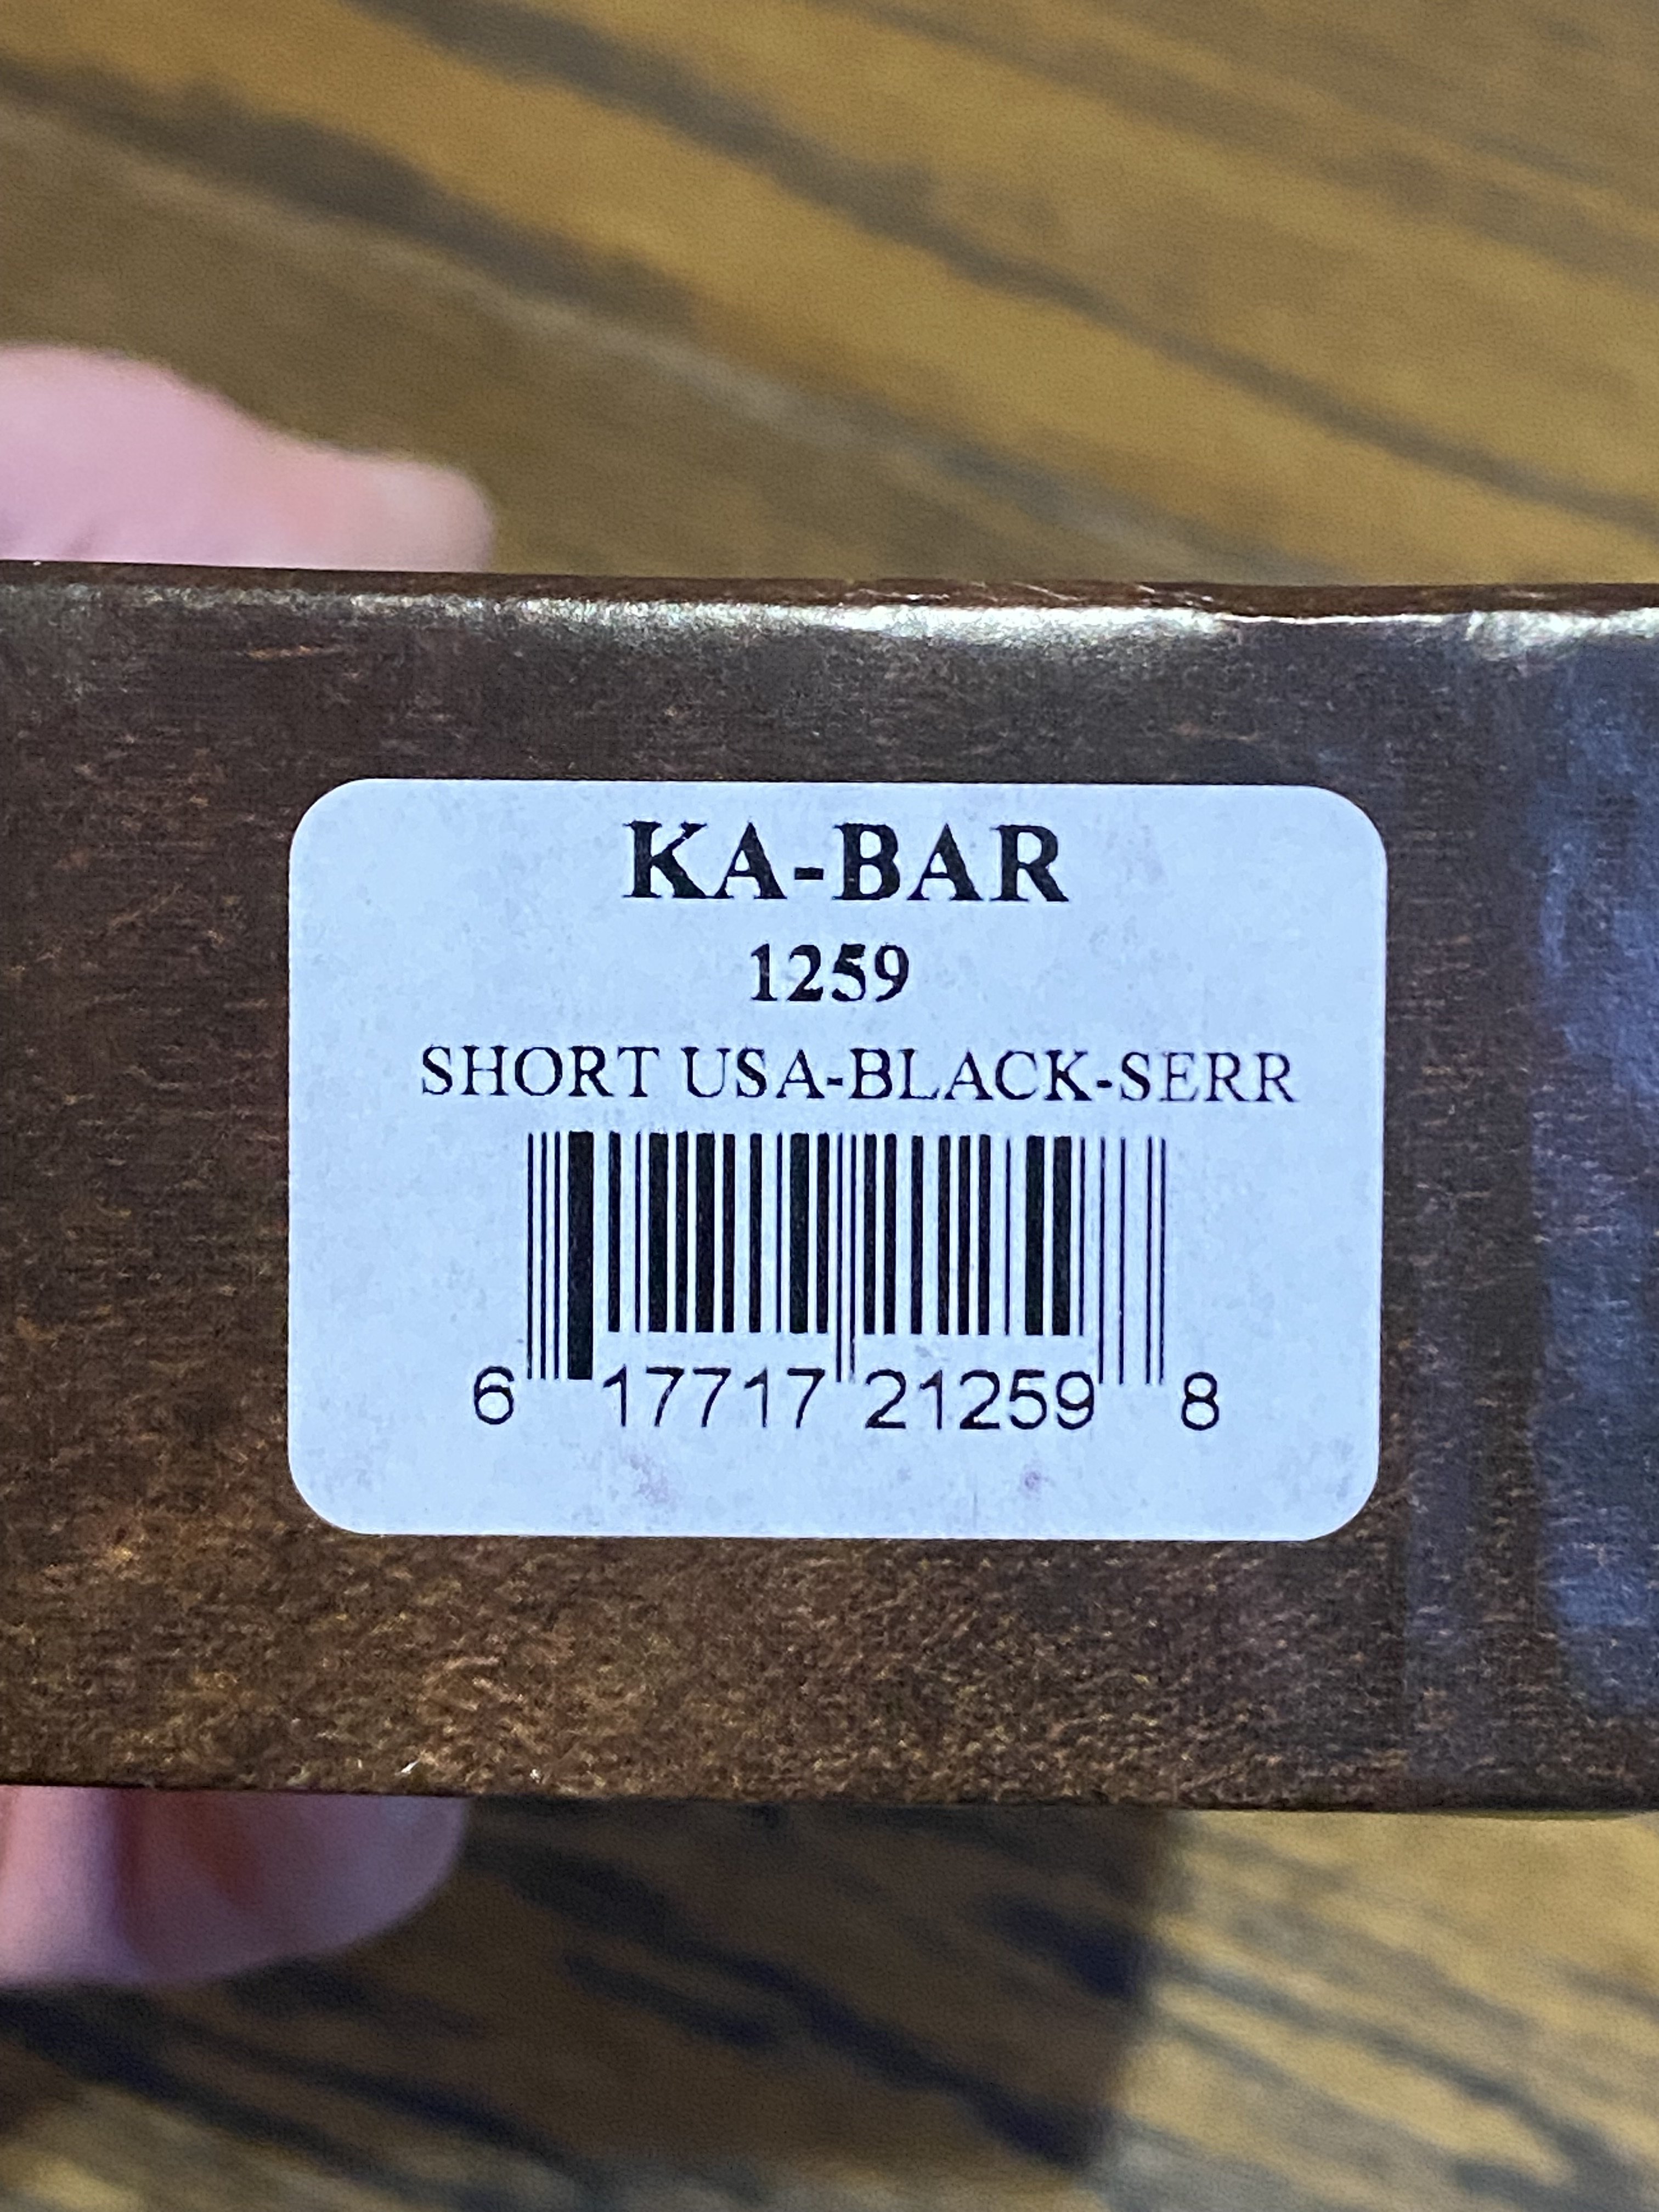 KA-BAR
1259
SHORT USA-BLACK-SERR
6 17717 21259 8